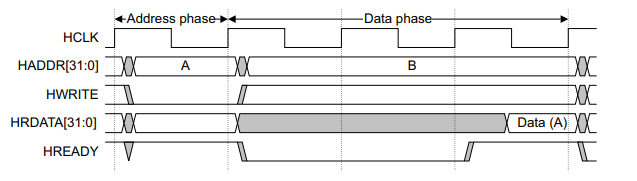 Address phase Data phase
HCLK
HADDR[31:0] A B
HWRITE
HRDATA[31:0] Data (A)
HREADY